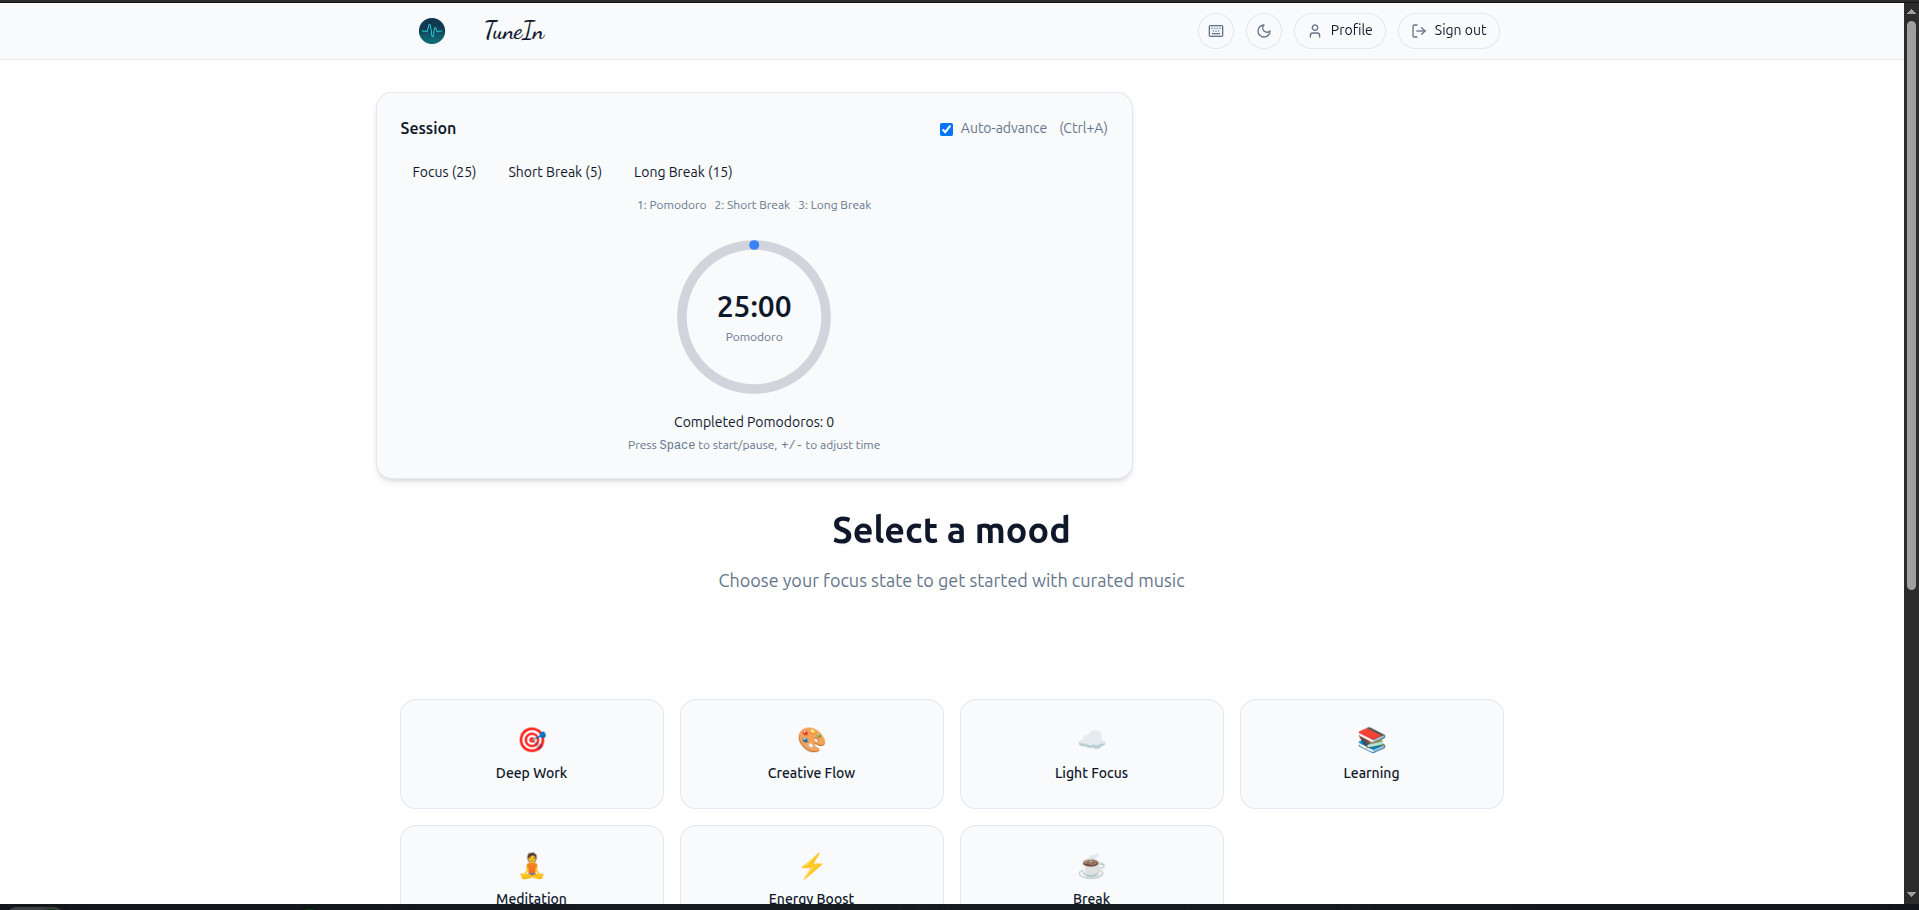 TuneIn
Profile
Sign out
Session
Auto-advance (Ctrl+A)
Focus (25) Short Break (5) Long Break (15)
1: Pomodoro 2: Short Break 3: Long Break
25:00
Pomodoro
Completed Pomodoros: 0
Press Space to start/pause, +/- to adjust time
Select a mood
Choose your focus state to get started with curated music
Deep Work
Creative Flow
Light Focus
Learning
Meditation
Energy Boost
Break